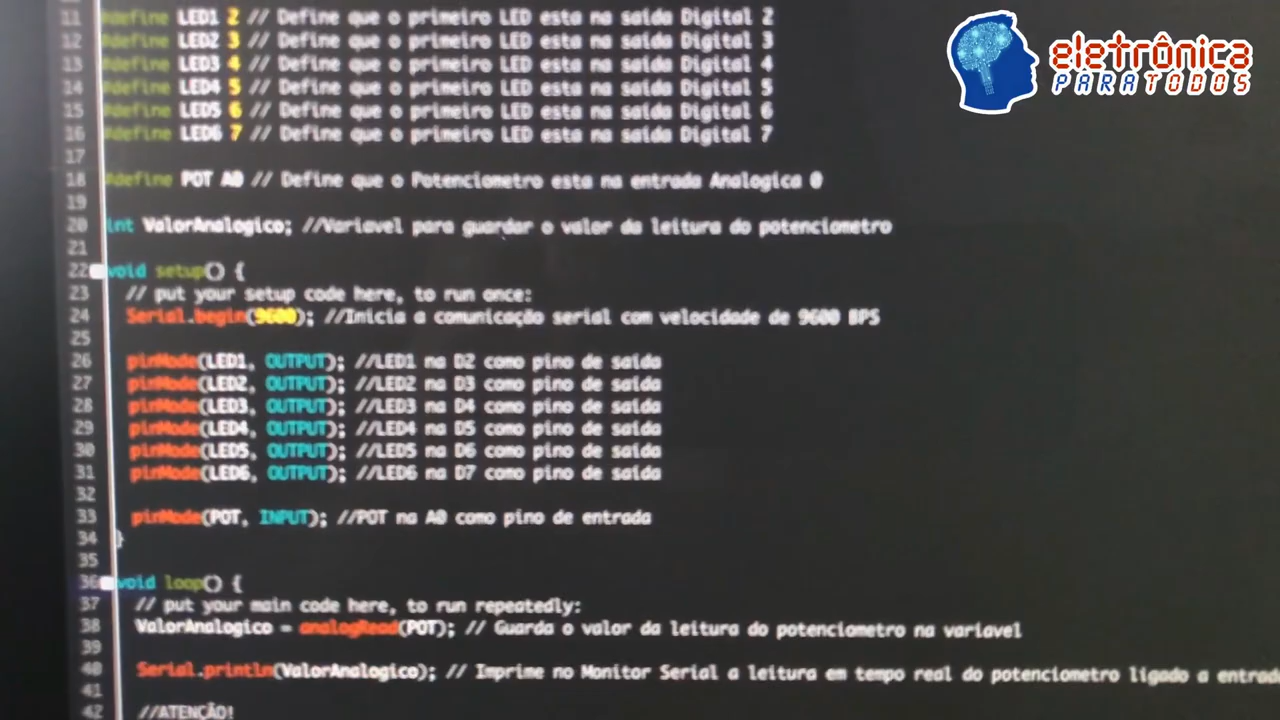 11 #define LED1 2 // Define que o primeiro LED esta na saida Digital 2
12 #define LED2 3 // Define que o primeiro LED esta na saida Digital 3
13 #define LED3 4 // Define que o primeiro LED esta na saida Digital 4
14 #define LED4 5 // Define que o primeiro LED esta na saida Digital 5
15 #define LED5 6 // Define que o primeiro LED esta na saida Digital 6
16 #define LED6 7 // Define que o primeiro LED esta na saida Digital 7
17
18 #define POT A0 // Define que o Potenciometro esta na entrada Analogica 0
19
20 int ValorAnalogico; //Variavel para guardar o valor da leitura do potenciometro
21
22 void setup() {
23 // put your setup code here, to run once:
24 Serial.begin(9600); //Inicia a comunicação serial com velocidade de 9600 BPS
25
26 pinMode(LED1, OUTPUT); //LED1 na D2 como pino de saida
27 pinMode(LED2, OUTPUT); //LED2 na D3 como pino de saida
28 pinMode(LED3, OUTPUT); //LED3 na D4 como pino de saida
29 pinMode(LED4, OUTPUT); //LED4 na D5 como pino de saida
30 pinMode(LED5, OUTPUT); //LED5 na D6 como pino de saida
31 pinMode(LED6, OUTPUT); //LED6 na D7 como pino de saida
32
33 pinMode(POT, INPUT); //POT na A0 como pino de entrada
34 }
35
36 void loop() {
37 // put your main code here, to run repeatedly:
38 ValorAnalogico = analogRead(POT); // Guarda o valor da leitura do potenciometro na variavel
39
40 Serial.println(ValorAnalogico); // Imprime no Monitor Serial a leitura em tempo real do potenciometro ligado a entrada
41
42 //ATENÇÃO!
eletrônica
PARATODOS